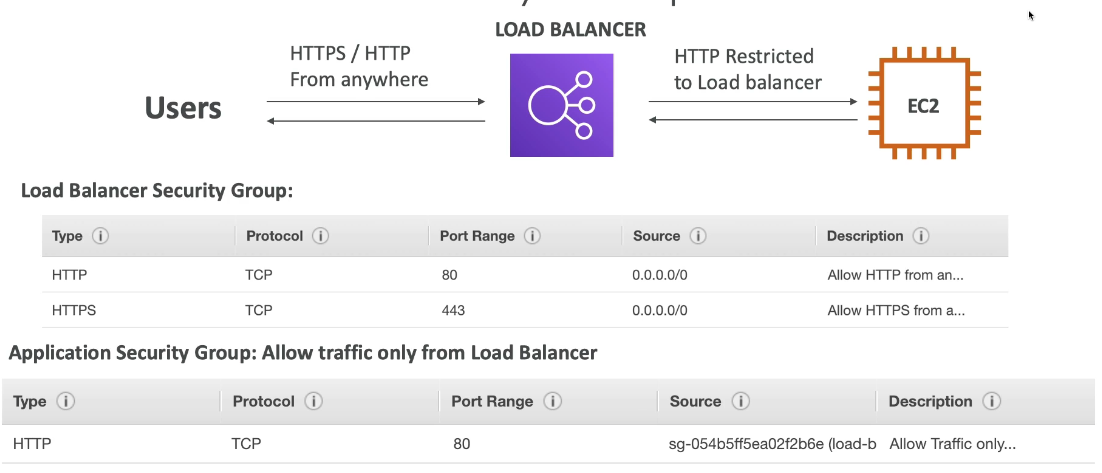 LOAD BALANCER
HTTPS / HTTP
From anywhere
HTTP Restricted
to Load balancer
Users
EC2
Load Balancer Security Group:
Type Protocol Port Range Source Description
HTTP TCP 80 0.0.0.0/0 Allow HTTP from an...
HTTPS TCP 443 0.0.0.0/0 Allow HTTPS from a...
Application Security Group: Allow traffic only from Load Balancer
Type Protocol Port Range Source Description
HTTP TCP 80 sg-054b5ff5ea02f2b6e (load-b Allow Traffic only...